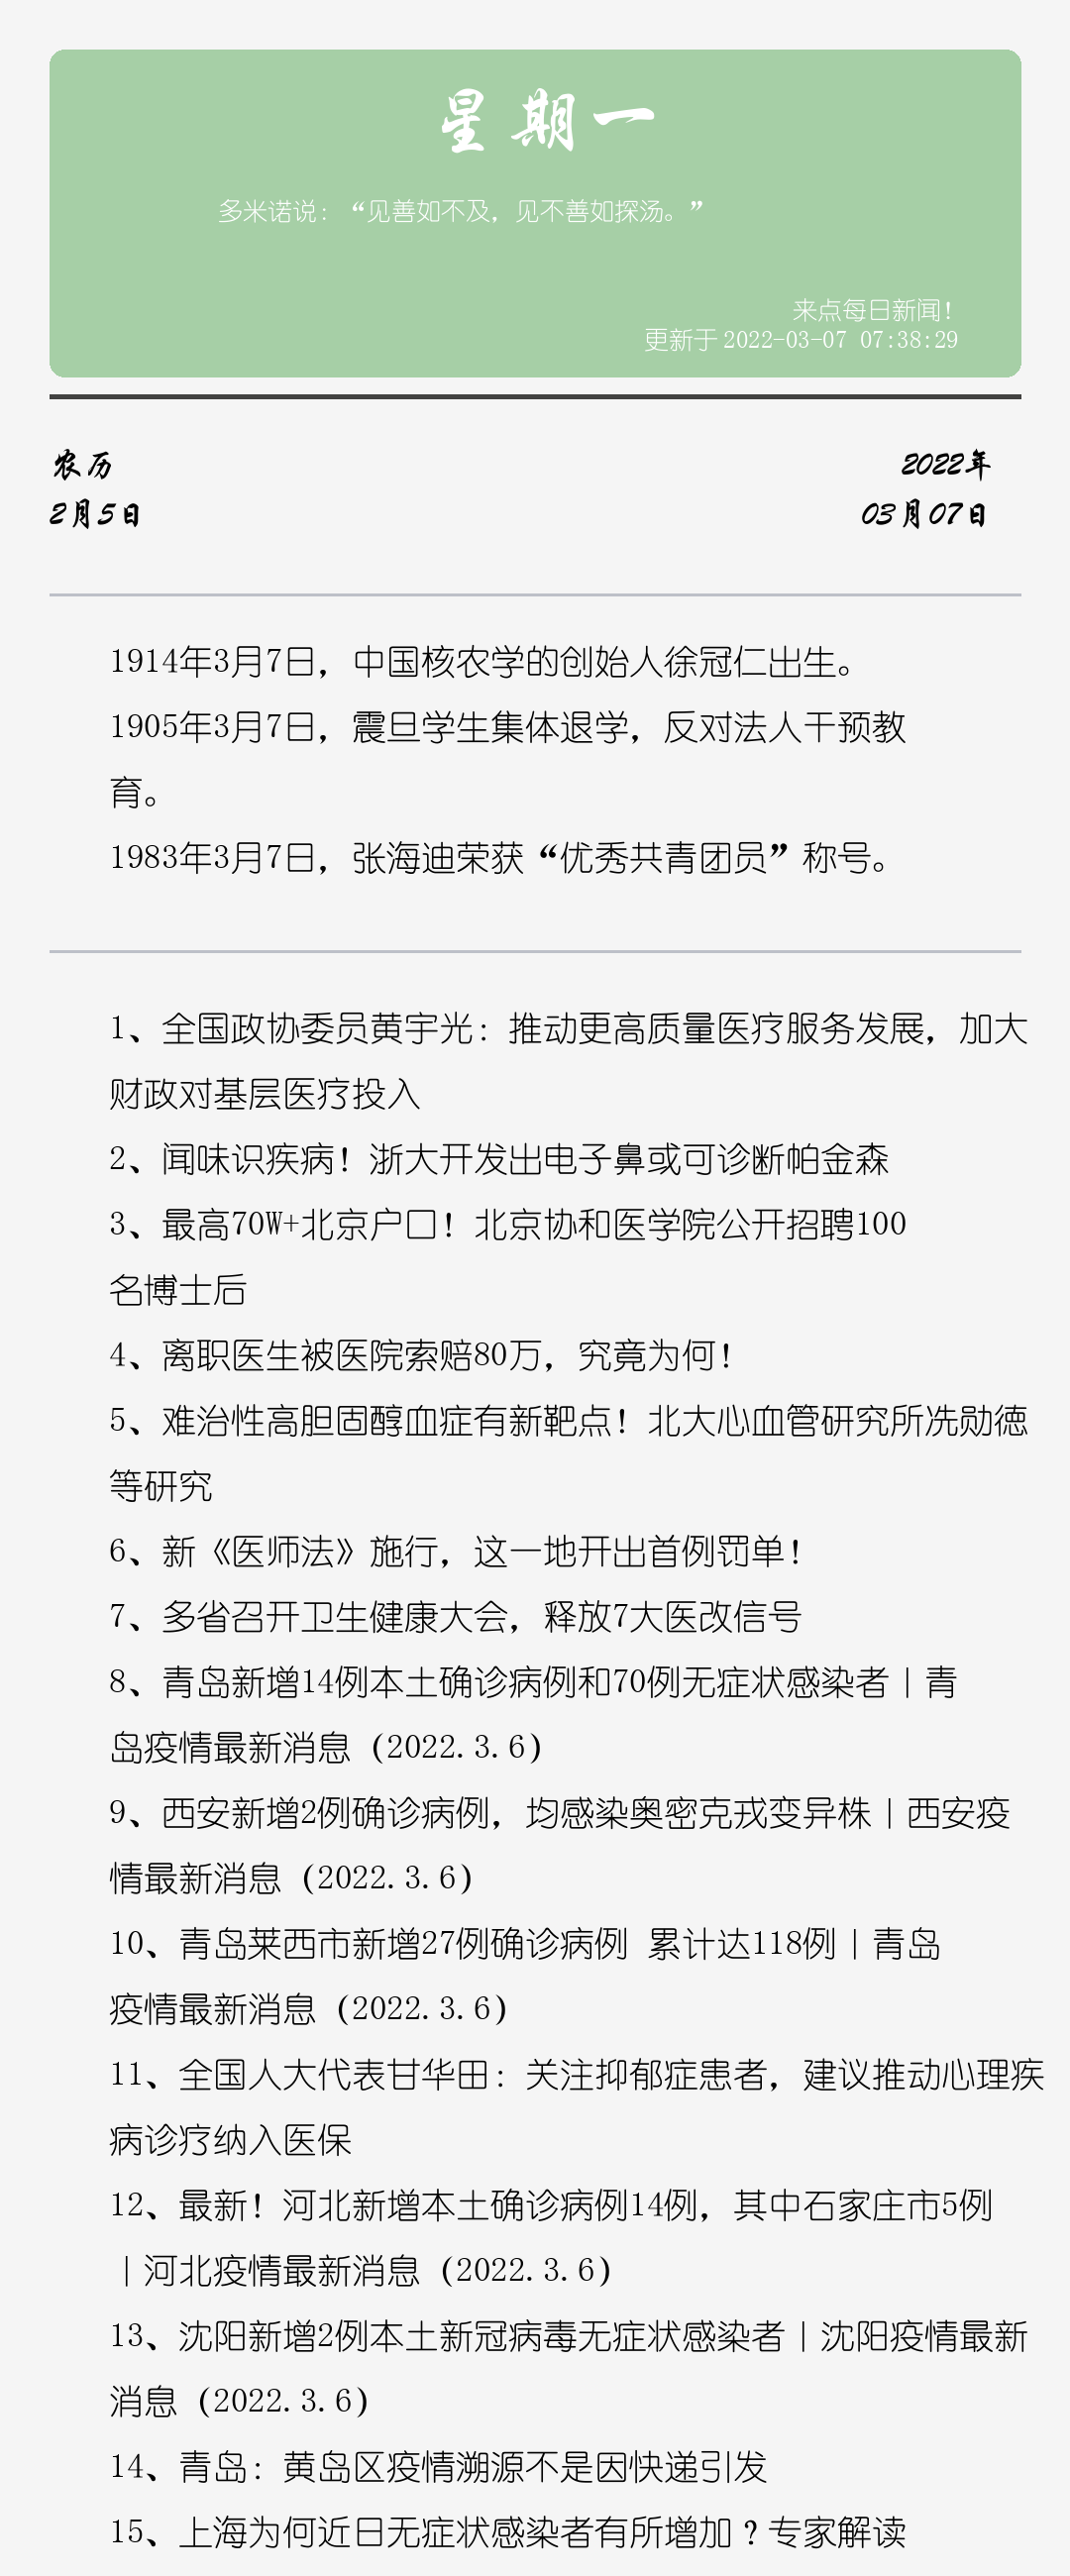 星期一
多米诺说：“见善如不及，见不善如探汤。”
来点每日新闻！
更新于 2022-03-07 07:38:29
农历
2022年
2月5日
03月07日
1914年3月7日，中国核农学的创始人徐冠仁出生。
1905年3月7日，震旦学生集体退学，反对法人干预教
育。
1983年3月7日，张海迪荣获“优秀共青团员”称号。
1、全国政协委员黄宇光：推动更高质量医疗服务发展，加大
财政对基层医疗投入
2、闻味识疾病！浙大开发出电子鼻或可诊断帕金森
3、最高70W+北京户口！北京协和医学院公开招聘100
名博士后
4、离职医生被医院索赔80万，究竟为何！
5、难治性高胆固醇血症有新靶点！北大心血管研究所冼勋德
等研究
6、新《医师法》施行，这一地开出首例罚单！
7、多省召开卫生健康大会，释放7大医改信号
8、青岛新增14例本土确诊病例和70例无症状感染者｜青
岛疫情最新消息（2022.3.6）
9、西安新增2例确诊病例，均感染奥密克戎变异株｜西安疫
情最新消息（2022.3.6）
10、青岛莱西市新增27例确诊病例 累计达118例｜青岛
疫情最新消息（2022.3.6）
11、全国人大代表甘华田：关注抑郁症患者，建议推动心理疾
病诊疗纳入医保
12、最新！河北新增本土确诊病例14例，其中石家庄市5例
｜河北疫情最新消息（2022.3.6）
13、沈阳新增2例本土新冠病毒无症状感染者｜沈阳疫情最新
消息（2022.3.6）
14、青岛：黄岛区疫情溯源不是因快递引发
15、上海为何近日无症状感染者有所增加？专家解读